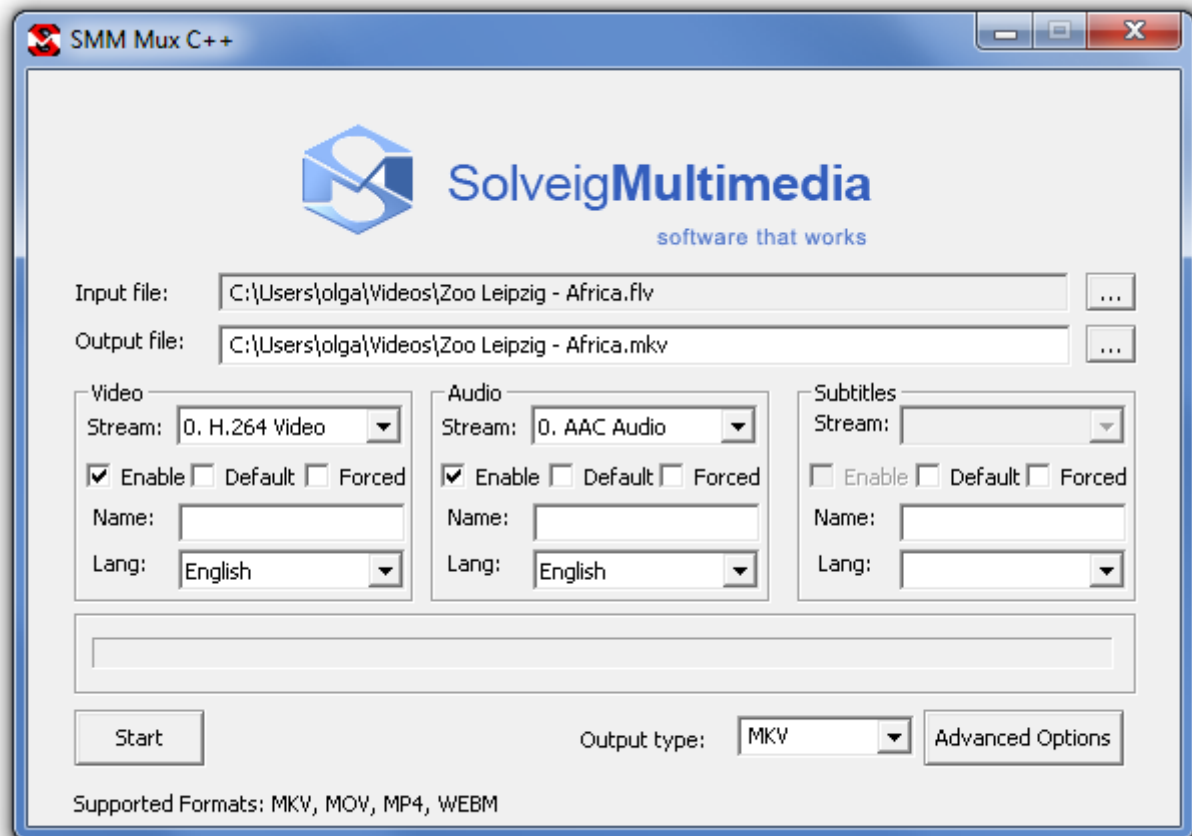 SMM Mux C++
SolveigMultimedia
software that works
Input file: C:\Users\olga\Videos\Zoo Leipzig - Africa.flv ...
Output file: C:\Users\olga\Videos\Zoo Leipzig - Africa.mkv ...
Video Audio Subtitles
Stream: 0. H.264 Video Stream: 0. AAC Audio Stream:
Enable Default Forced Enable Default Forced Enable Default Forced
Name: Name: Name:
Lang: English Lang: English Lang:
Start Output type: MKV Advanced Options
Supported Formats: MKV, MOV, MP4, WEBM